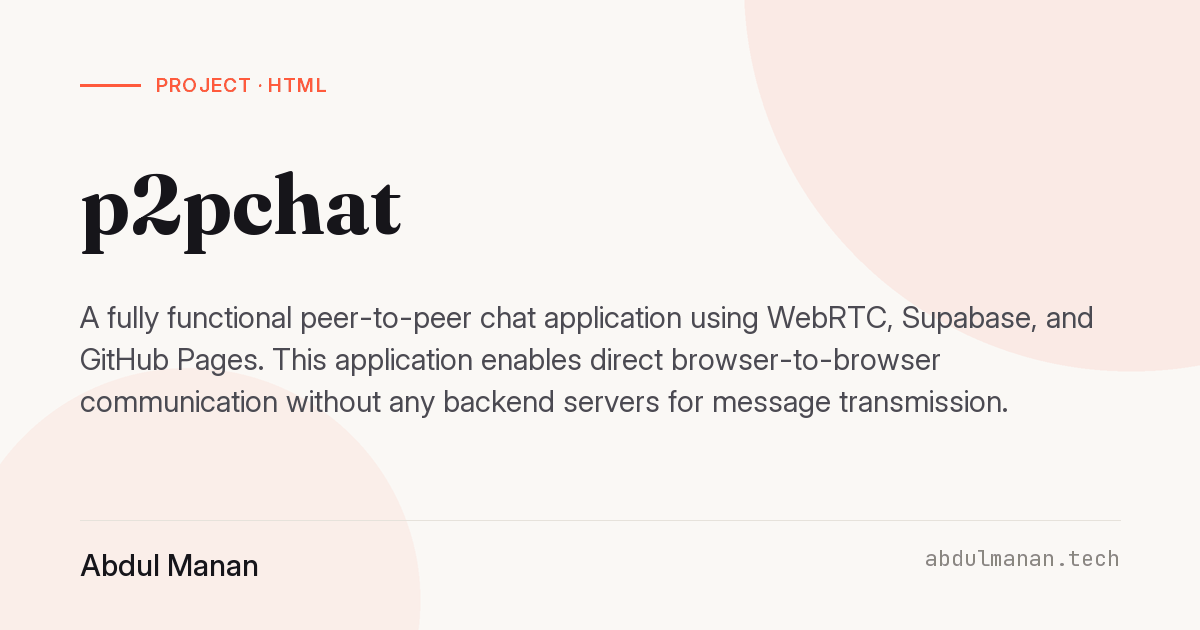 PROJECT · HTML
p2pchat
A fully functional peer-to-peer chat application using WebRTC, Supabase, and
GitHub Pages. This application enables direct browser-to-browser
communication without any backend servers for message transmission.
Abdul Manan
abdulmanan.tech